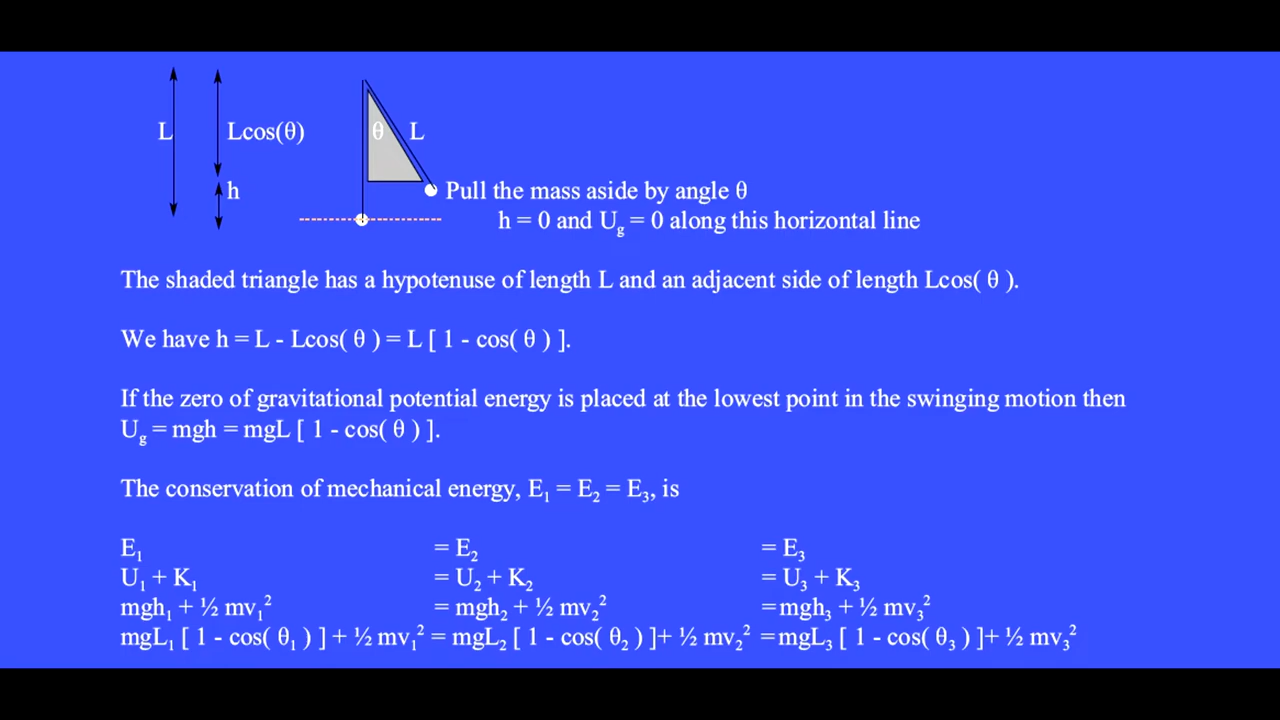 L Lcos(θ) θ L
h Pull the mass aside by angle θ
h = 0 and U_g = 0 along this horizontal line
The shaded triangle has a hypotenuse of length L and an adjacent side of length Lcos( θ ).
We have h = L - Lcos( θ ) = L [ 1 - cos( θ ) ].
If the zero of gravitational potential energy is placed at the lowest point in the swinging motion then
U_g = mgh = mgL [ 1 - cos( θ ) ].
The conservation of mechanical energy, E₁ = E₂ = E₃, is
E₁ = E₂ = E₃
U₁ + K₁ = U₂ + K₂ = U₃ + K₃
mgh₁ + ½ mv₁² = mgh₂ + ½ mv₂² =mgh₃ + ½ mv₃²
mgL₁ [ 1 - cos( θ₁ ) ] + ½ mv₁² = mgL₂ [ 1 - cos( θ₂ ) ]+ ½ mv₂² =mgL₃ [ 1 - cos( θ₃ ) ]+ ½ mv₃²